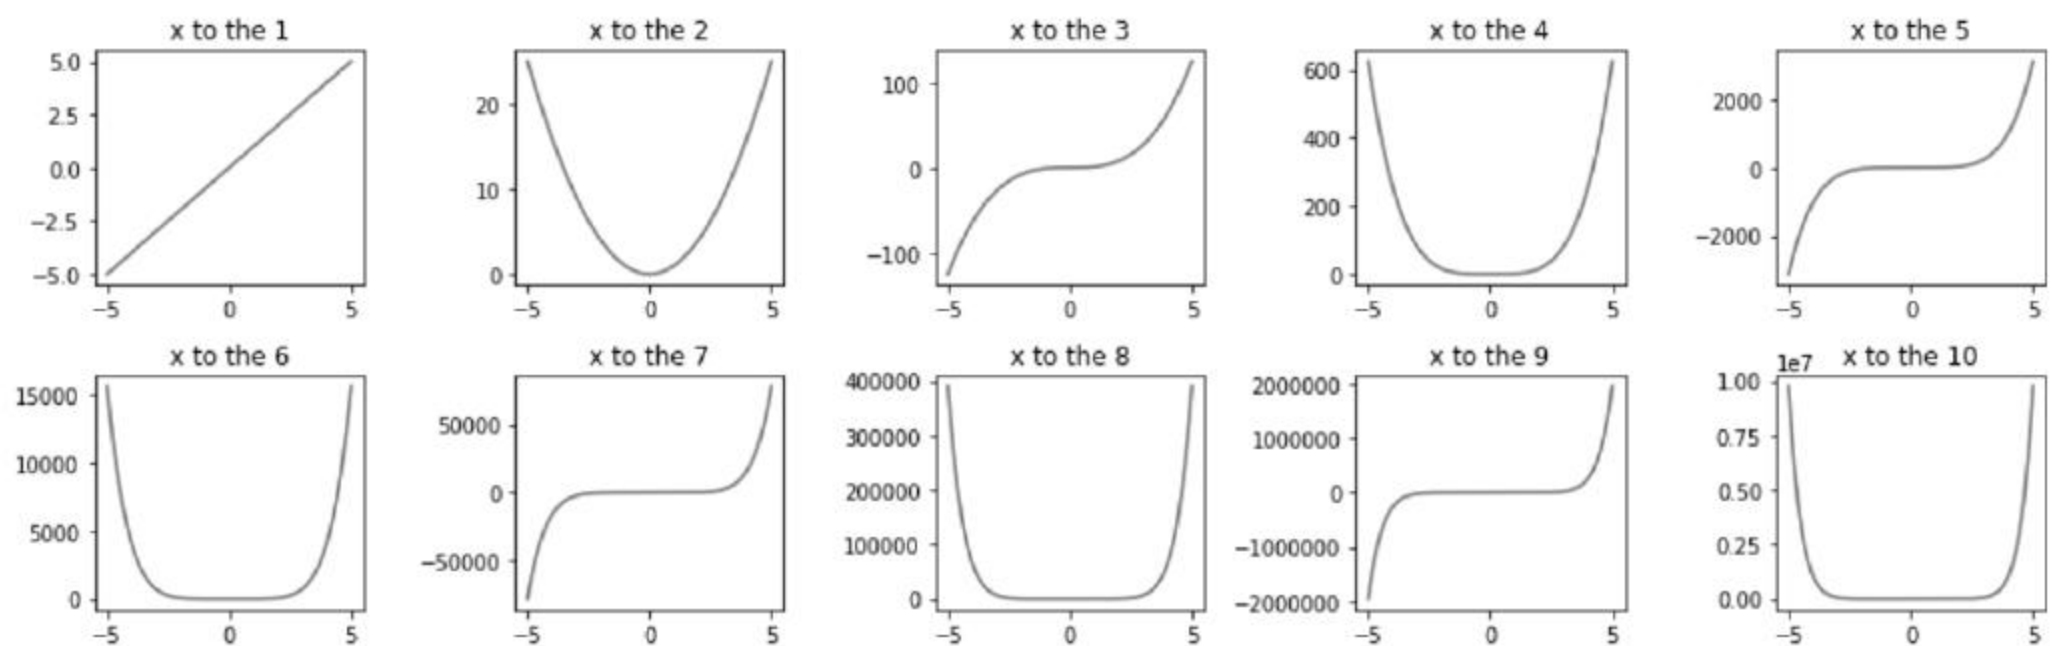 x to the 1
5.0
2.5
0.0
−2.5
−5.0
−5 0 5
x to the 2
20
10
0
−5 0 5
x to the 3
100
0
−100
−5 0 5
x to the 4
600
400
200
0
−5 0 5
x to the 5
2000
0
−2000
−5 0 5
x to the 6
15000
10000
5000
0
−5 0 5
x to the 7
50000
0
−50000
−5 0 5
x to the 8
400000
300000
200000
100000
0
−5 0 5
x to the 9
2000000
1000000
0
−1000000
−2000000
−5 0 5
1e7 x to the 10
1.00
0.75
0.50
0.25
0.00
−5 0 5